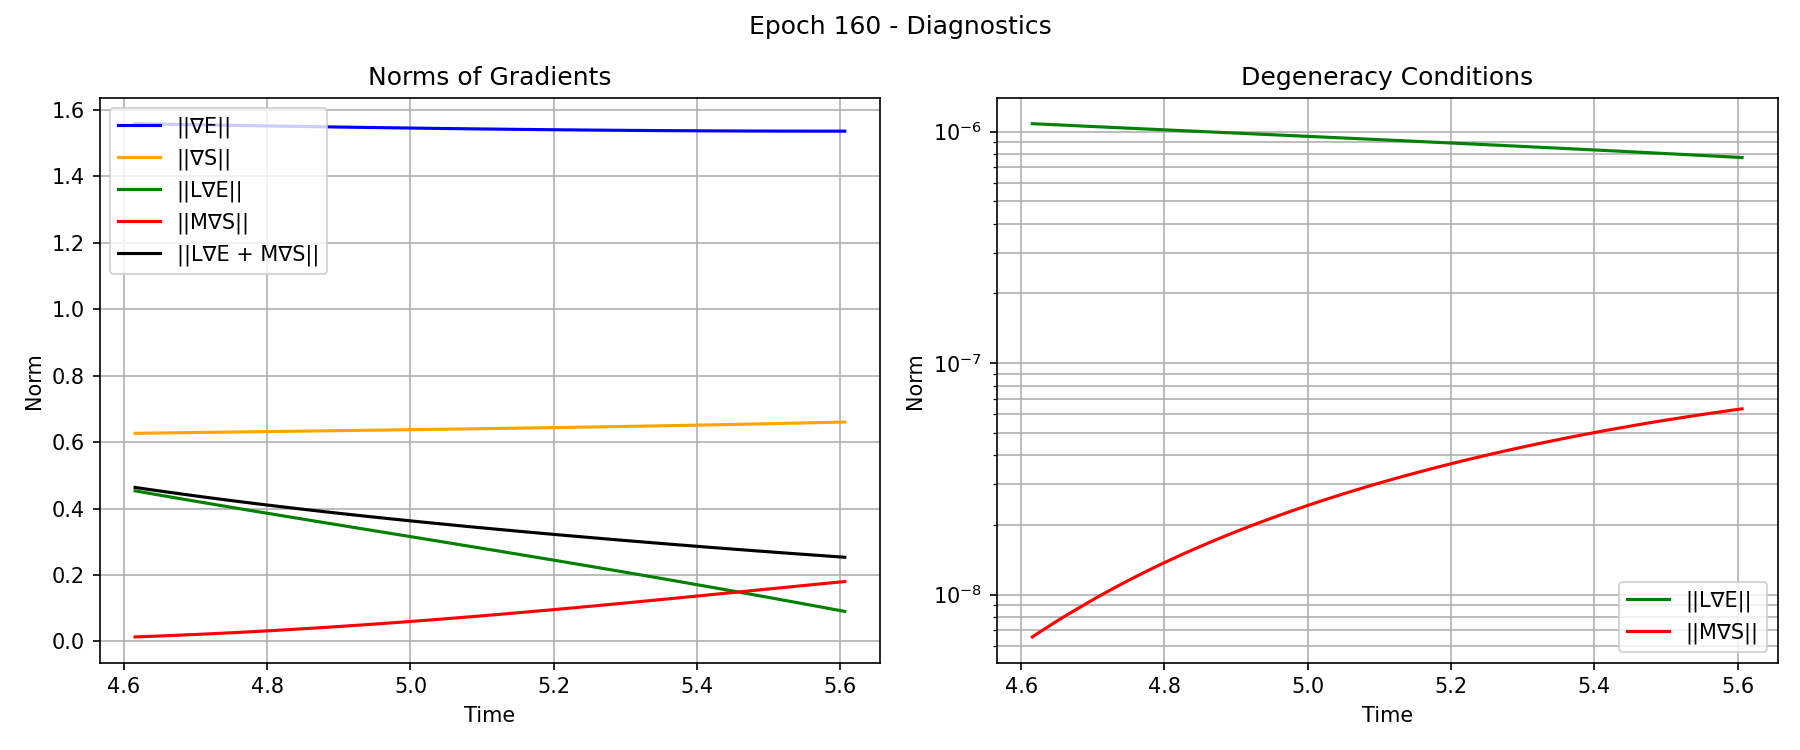 Epoch 160 - Diagnostics
Norms of Gradients
1.6
1.4
1.2
1.0
0.8
0.6
0.4
0.2
0.0
Norm
||∇E||
||∇S||
||L∇E||
||M∇S||
||L∇E + M∇S||
4.6 4.8 5.0 5.2 5.4 5.6
Time
Degeneracy Conditions
10⁻⁶
10⁻⁷
10⁻⁸
Norm
||L∇E||
||M∇S||
4.6 4.8 5.0 5.2 5.4 5.6
Time